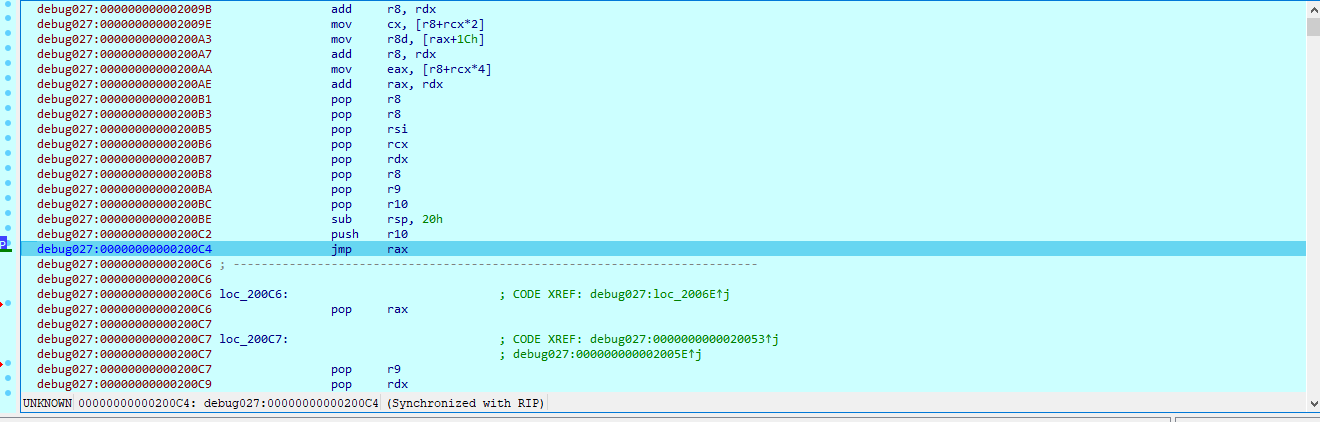 debug027:000000000002009B add r8, rdx
debug027:000000000002009E mov cx, [r8+rcx*2]
debug027:00000000000200A3 mov r8d, [rax+1Ch]
debug027:00000000000200A7 add r8, rdx
debug027:00000000000200AA mov eax, [r8+rcx*4]
debug027:00000000000200AE add rax, rdx
debug027:00000000000200B1 pop r8
debug027:00000000000200B3 pop r8
debug027:00000000000200B5 pop rsi
debug027:00000000000200B6 pop rcx
debug027:00000000000200B7 pop rdx
debug027:00000000000200B8 pop r8
debug027:00000000000200BA pop r9
debug027:00000000000200BC pop r10
debug027:00000000000200BE sub rsp, 20h
debug027:00000000000200C2 push r10
debug027:00000000000200C4 jmp rax
debug027:00000000000200C6 ; ---------------------------------------------------------------------------
debug027:00000000000200C6
debug027:00000000000200C6 loc_200C6: ; CODE XREF: debug027:loc_2006E↑j
debug027:00000000000200C6 pop rax
debug027:00000000000200C7
debug027:00000000000200C7 loc_200C7: ; CODE XREF: debug027:0000000000020053↑j
debug027:00000000000200C7 ; debug027:000000000002005E↑j
debug027:00000000000200C7 pop r9
debug027:00000000000200C9 pop rdx
UNKNOWN 00000000000200C4: debug027:00000000000200C4 (Synchronized with RIP)